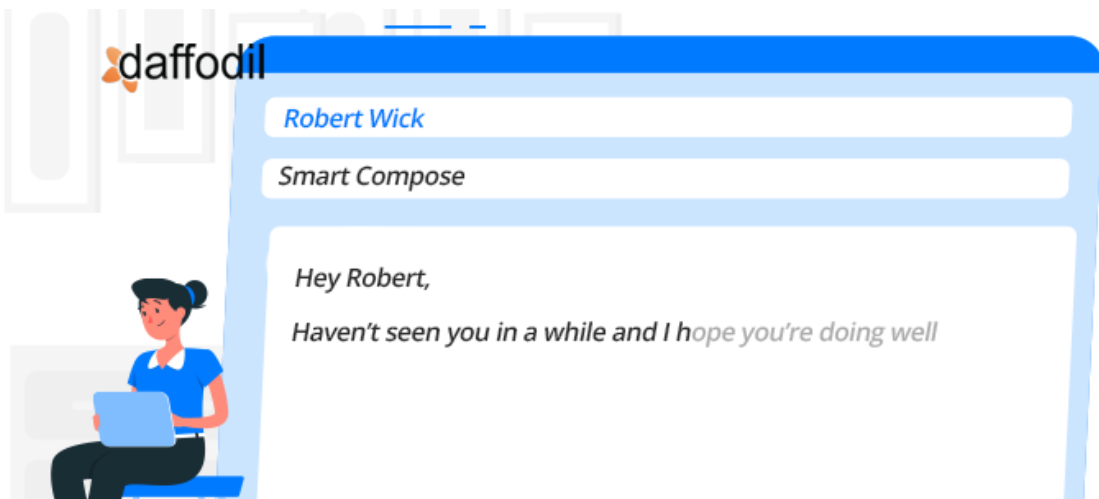 daffodil
Robert Wick
Smart Compose
Hey Robert,
Haven’t seen you in a while and I hope you’re doing well